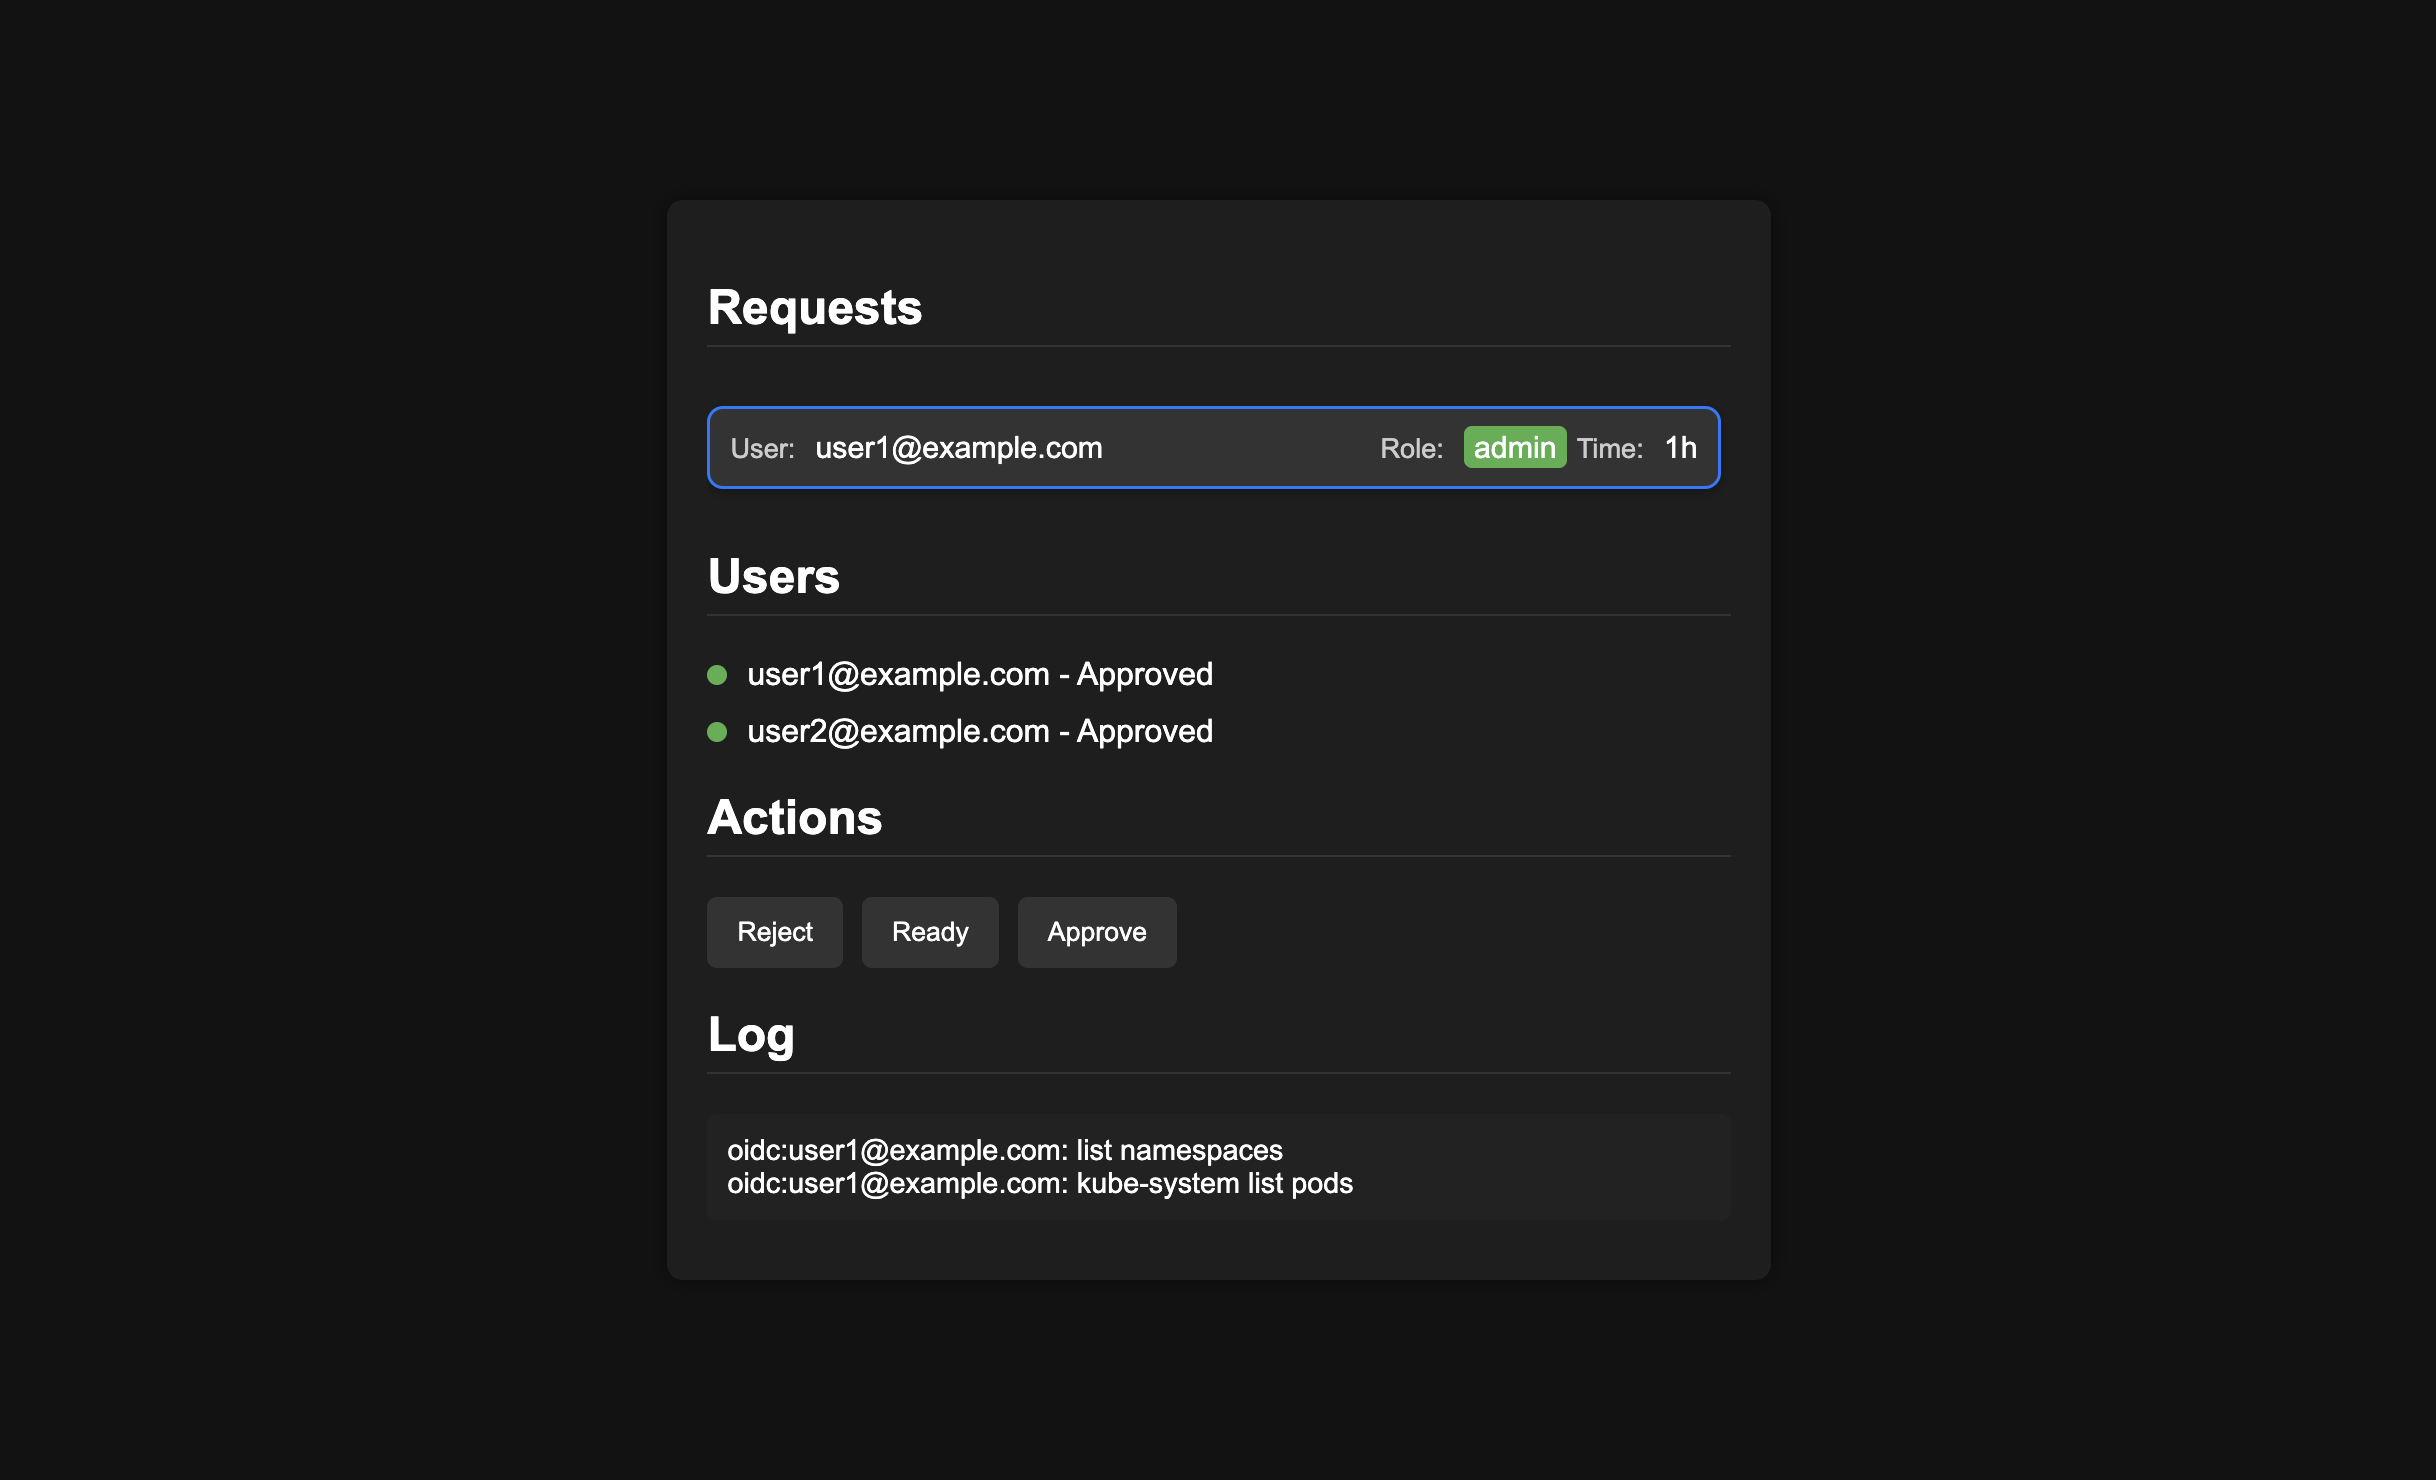 Requests
User: user1@example.com Role: admin Time: 1h
Users
user1@example.com - Approved
user2@example.com - Approved
Actions
Reject Ready Approve
Log
oidc:user1@example.com: list namespaces
oidc:user1@example.com: kube-system list pods